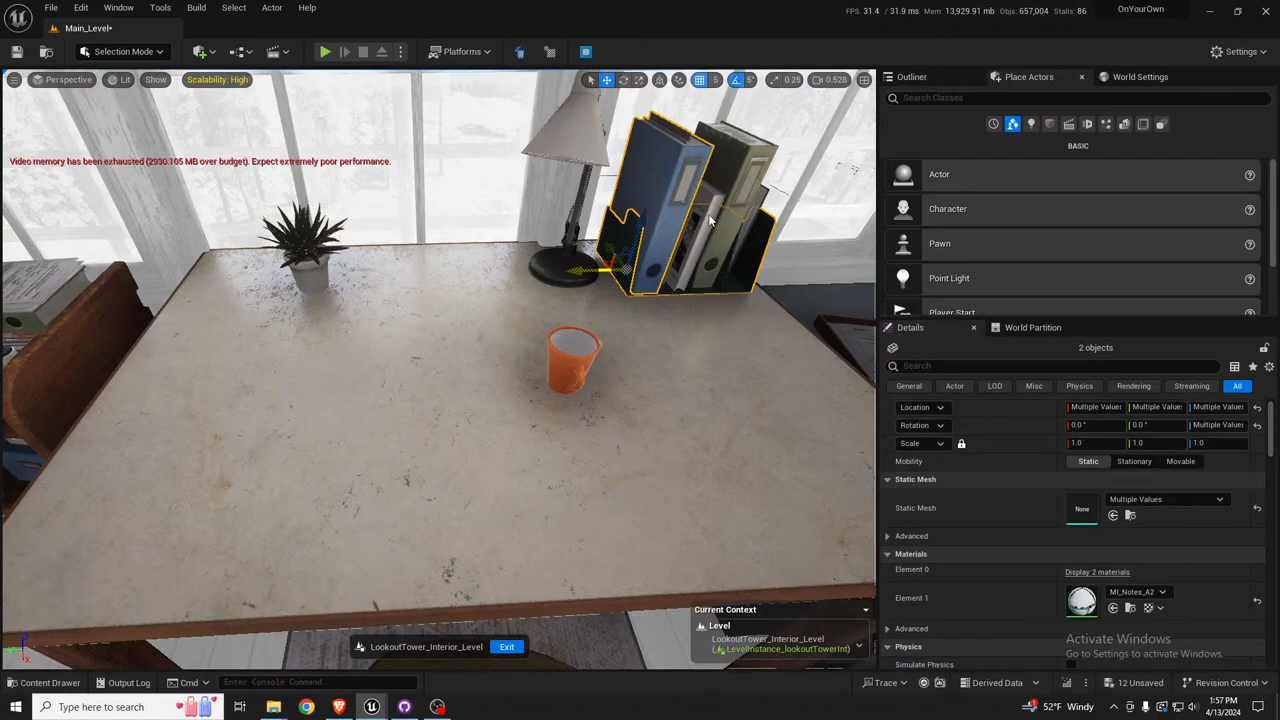 File Edit Window Tools Build Select Actor Help
FPS: 31.4 / 31.9 ms Mem: 13,929.91 mb Objs: 657,004 Stalls: 86
OnYourOwn
Main_Level*
Selection Mode
Platforms
Settings
Perspective
Lit
Show
Scalability: High
5
5°
0.25
0.528
Video memory has been exhausted (2930.105 MB over budget). Expect extremely poor performance.
Outliner
Place Actors
World Settings
Search Classes
BASIC
Actor
Character
Pawn
Point Light
Player Start
Details
World Partition
2 objects
Search
General Actor LOD Misc Physics Rendering Streaming All
Location Multiple Values Multiple Values Multiple Values
Rotation 0.0 ° 0.0 ° Multiple Values
Scale 1.0 1.0 1.0
Mobility Static Stationary Movable
Static Mesh
Static Mesh None Multiple Values
Advanced
Materials
Element 0 Display 2 materials
Element 1 MI_Notes_A2
Advanced
Physics
Simulate Physics
Activate Windows
Go to Settings to activate Windows.
Current Context
Level
LookoutTower_Interior_Level
(LevelInstance_lookoutTowerInt)
LookoutTower_Interior_Level Exit
Content Drawer Output Log Cmd Enter Console Command
Trace Derived Data 12 Unsaved Revision Control
Type here to search
52°F Windy
1:57 PM
4/13/2024